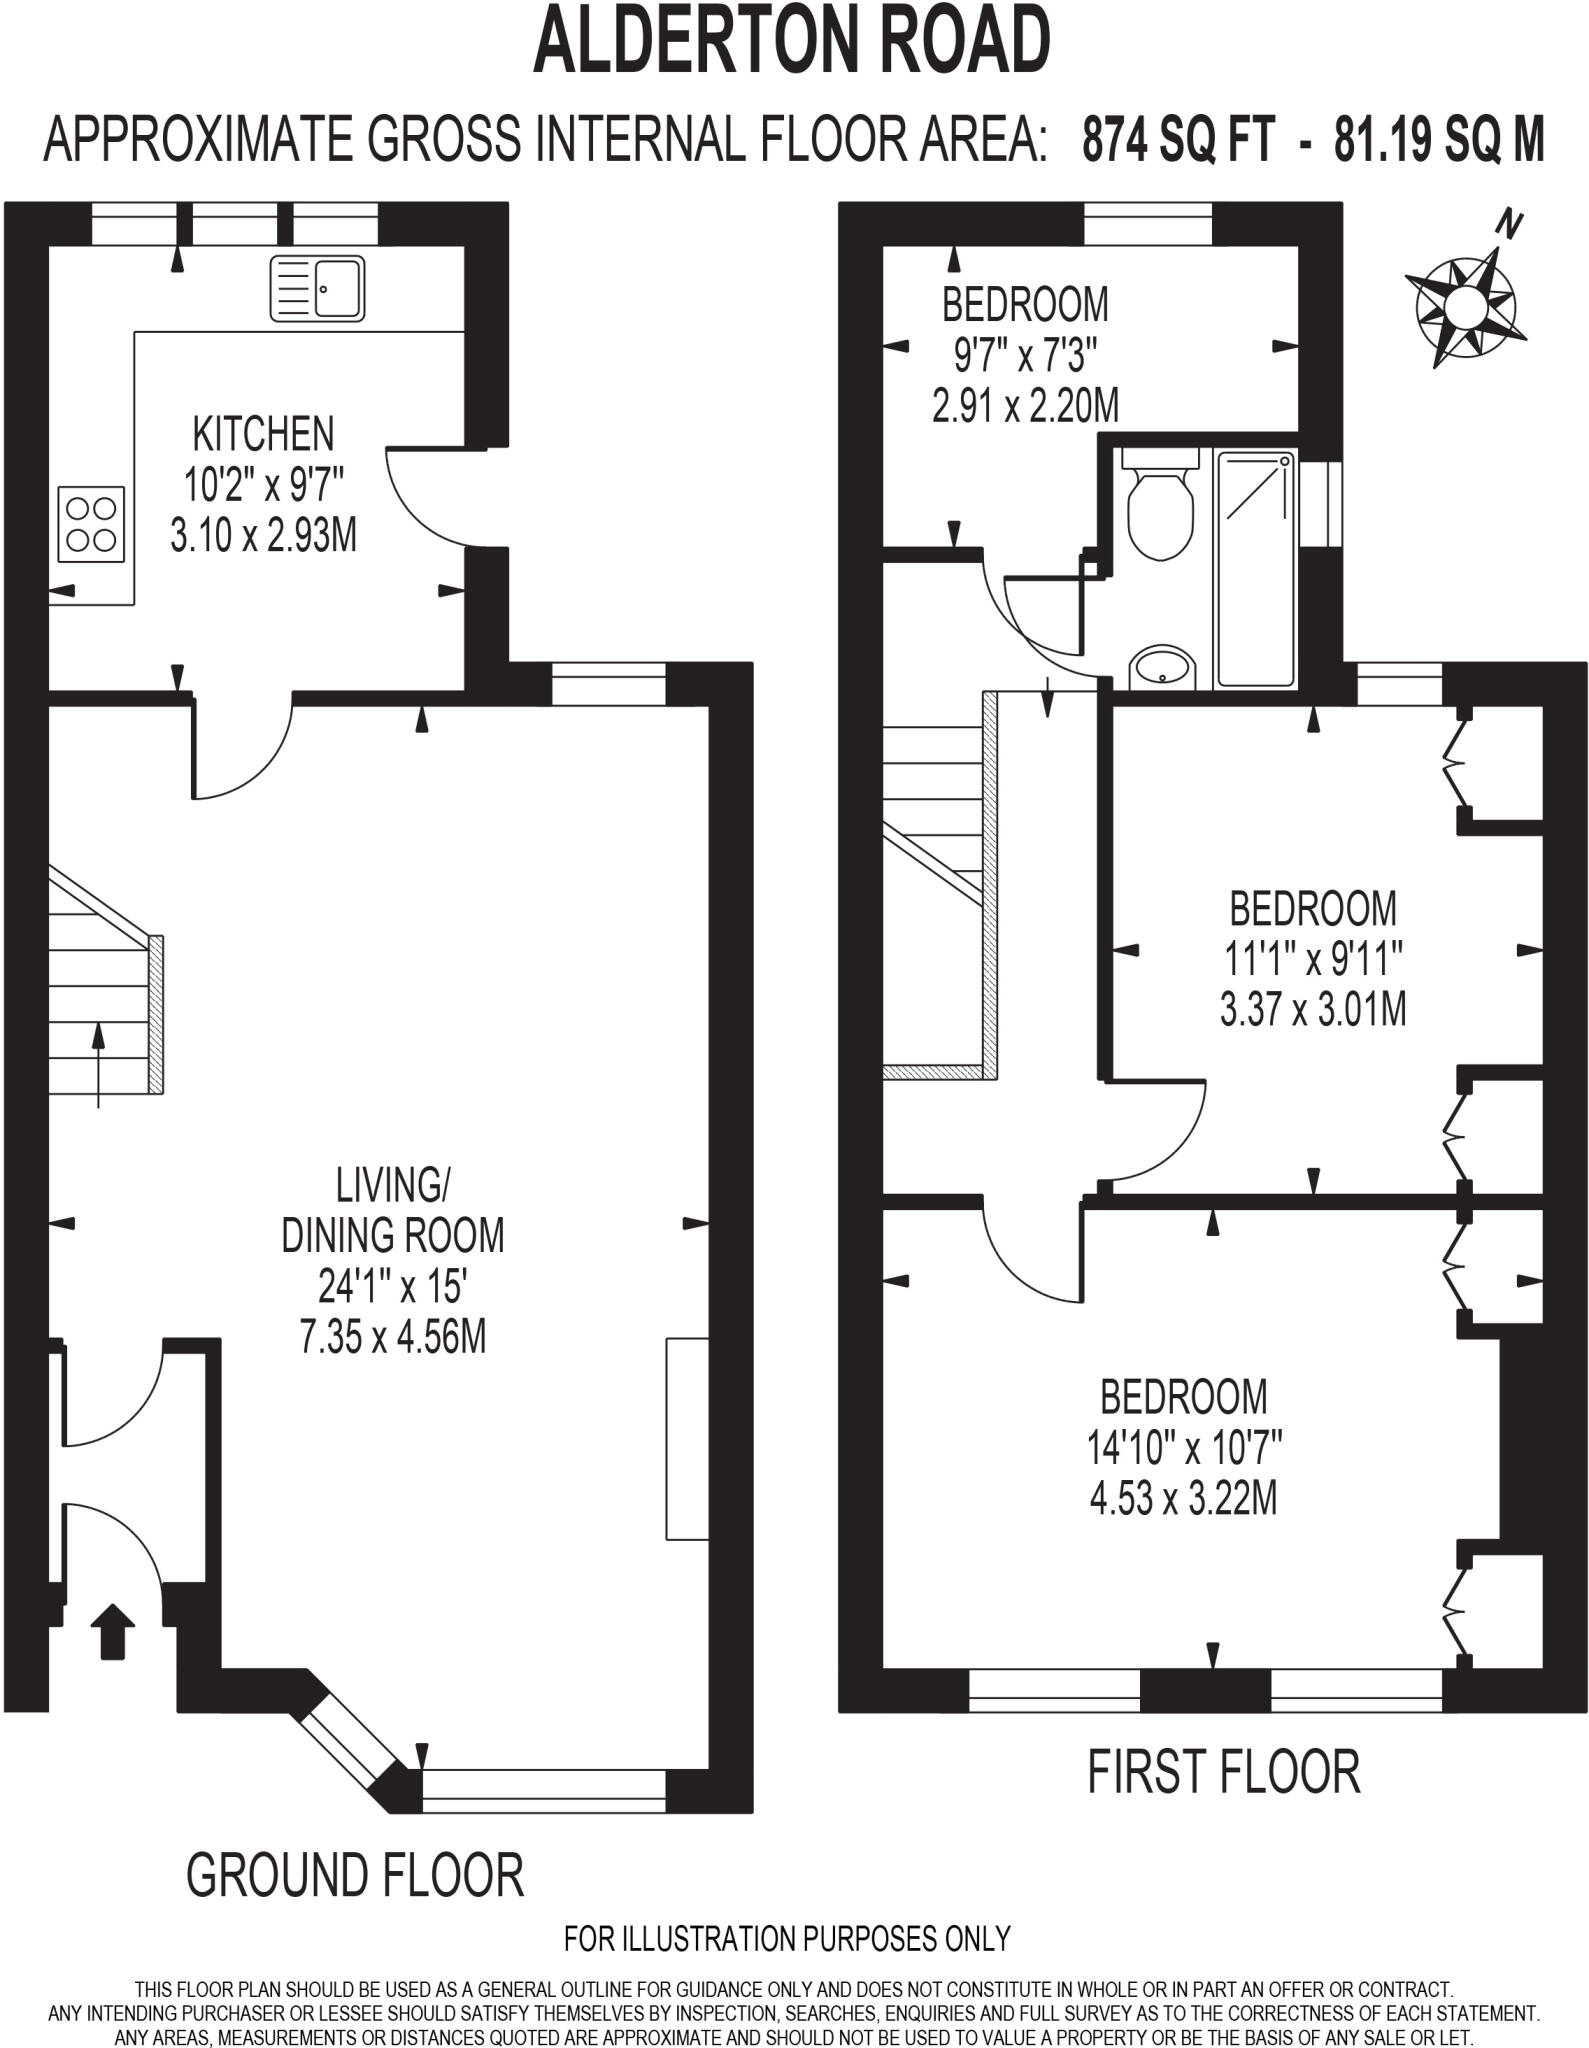 ALDERTON ROAD
APPROXIMATE GROSS INTERNAL FLOOR AREA: 874 SQ FT - 81.19 SQ M
N
KITCHEN
10'2" x 9'7"
3.10 x 2.93M
LIVING/
DINING ROOM
24'1" x 15'
7.35 x 4.56M
GROUND FLOOR
BEDROOM
9'7" x 7'3"
2.91 x 2.20M
BEDROOM
11'1" x 9'11"
3.37 x 3.01M
BEDROOM
14'10" x 10'7"
4.53 x 3.22M
FIRST FLOOR
FOR ILLUSTRATION PURPOSES ONLY
THIS FLOOR PLAN SHOULD BE USED AS A GENERAL OUTLINE FOR GUIDANCE ONLY AND DOES NOT CONSTITUTE IN WHOLE OR IN PART AN OFFER OR CONTRACT.
ANY INTENDING PURCHASER OR LESSEE SHOULD SATISFY THEMSELVES BY INSPECTION, SEARCHES, ENQUIRIES AND FULL SURVEY AS TO THE CORRECTNESS OF EACH STATEMENT.
ANY AREAS, MEASUREMENTS OR DISTANCES QUOTED ARE APPROXIMATE AND SHOULD NOT BE USED TO VALUE A PROPERTY OR BE THE BASIS OF ANY SALE OR LET.